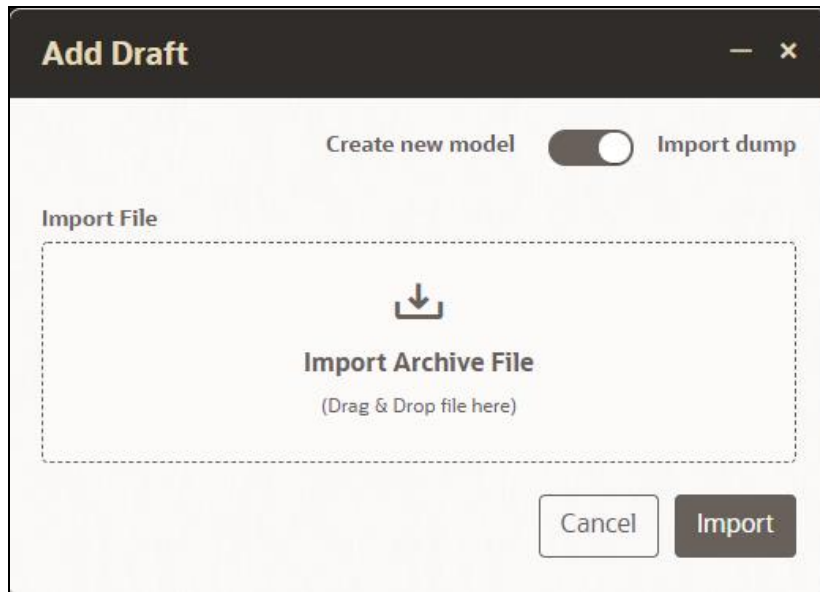 Add Draft
Create new model Import dump
Import File
Import Archive File
(Drag & Drop file here)
Cancel Import